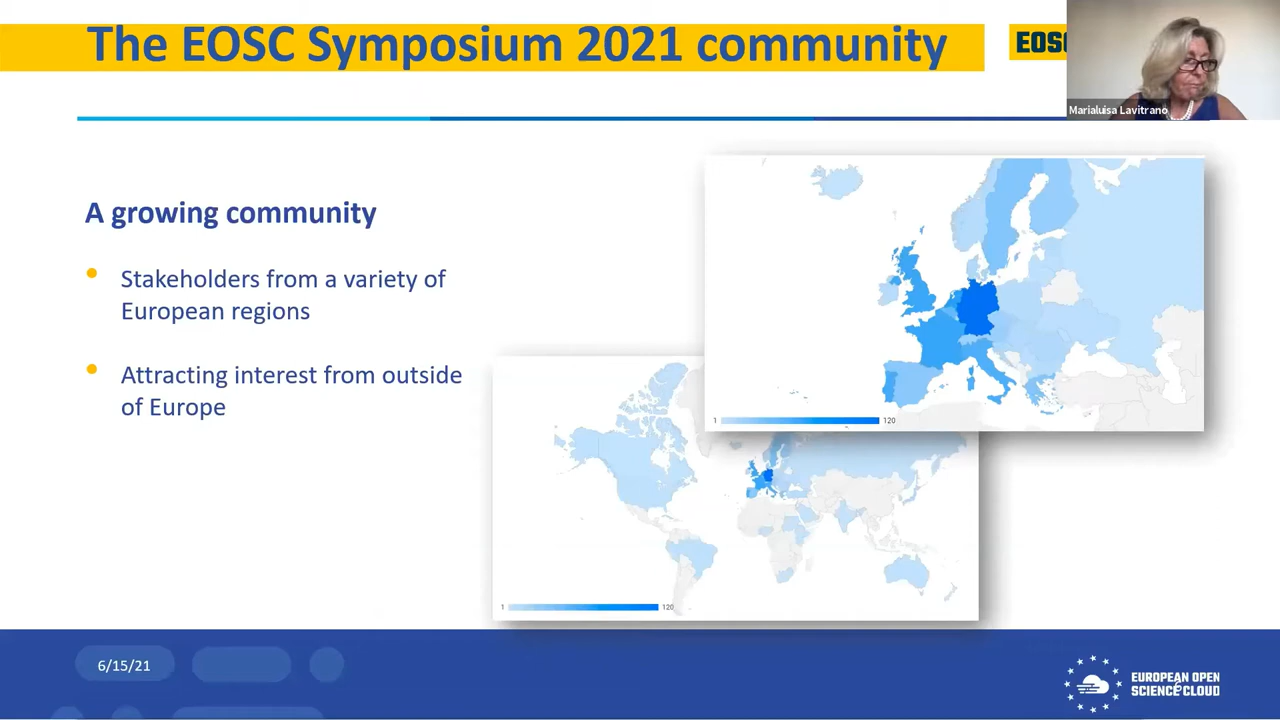 The EOSC Symposium 2021 community
EOSC
Marialuisa Lavitrano
A growing community
Stakeholders from a variety of
European regions
Attracting interest from outside
of Europe
1
120
1
120
6/15/21
EUROPEAN OPEN
SCIENCE CLOUD